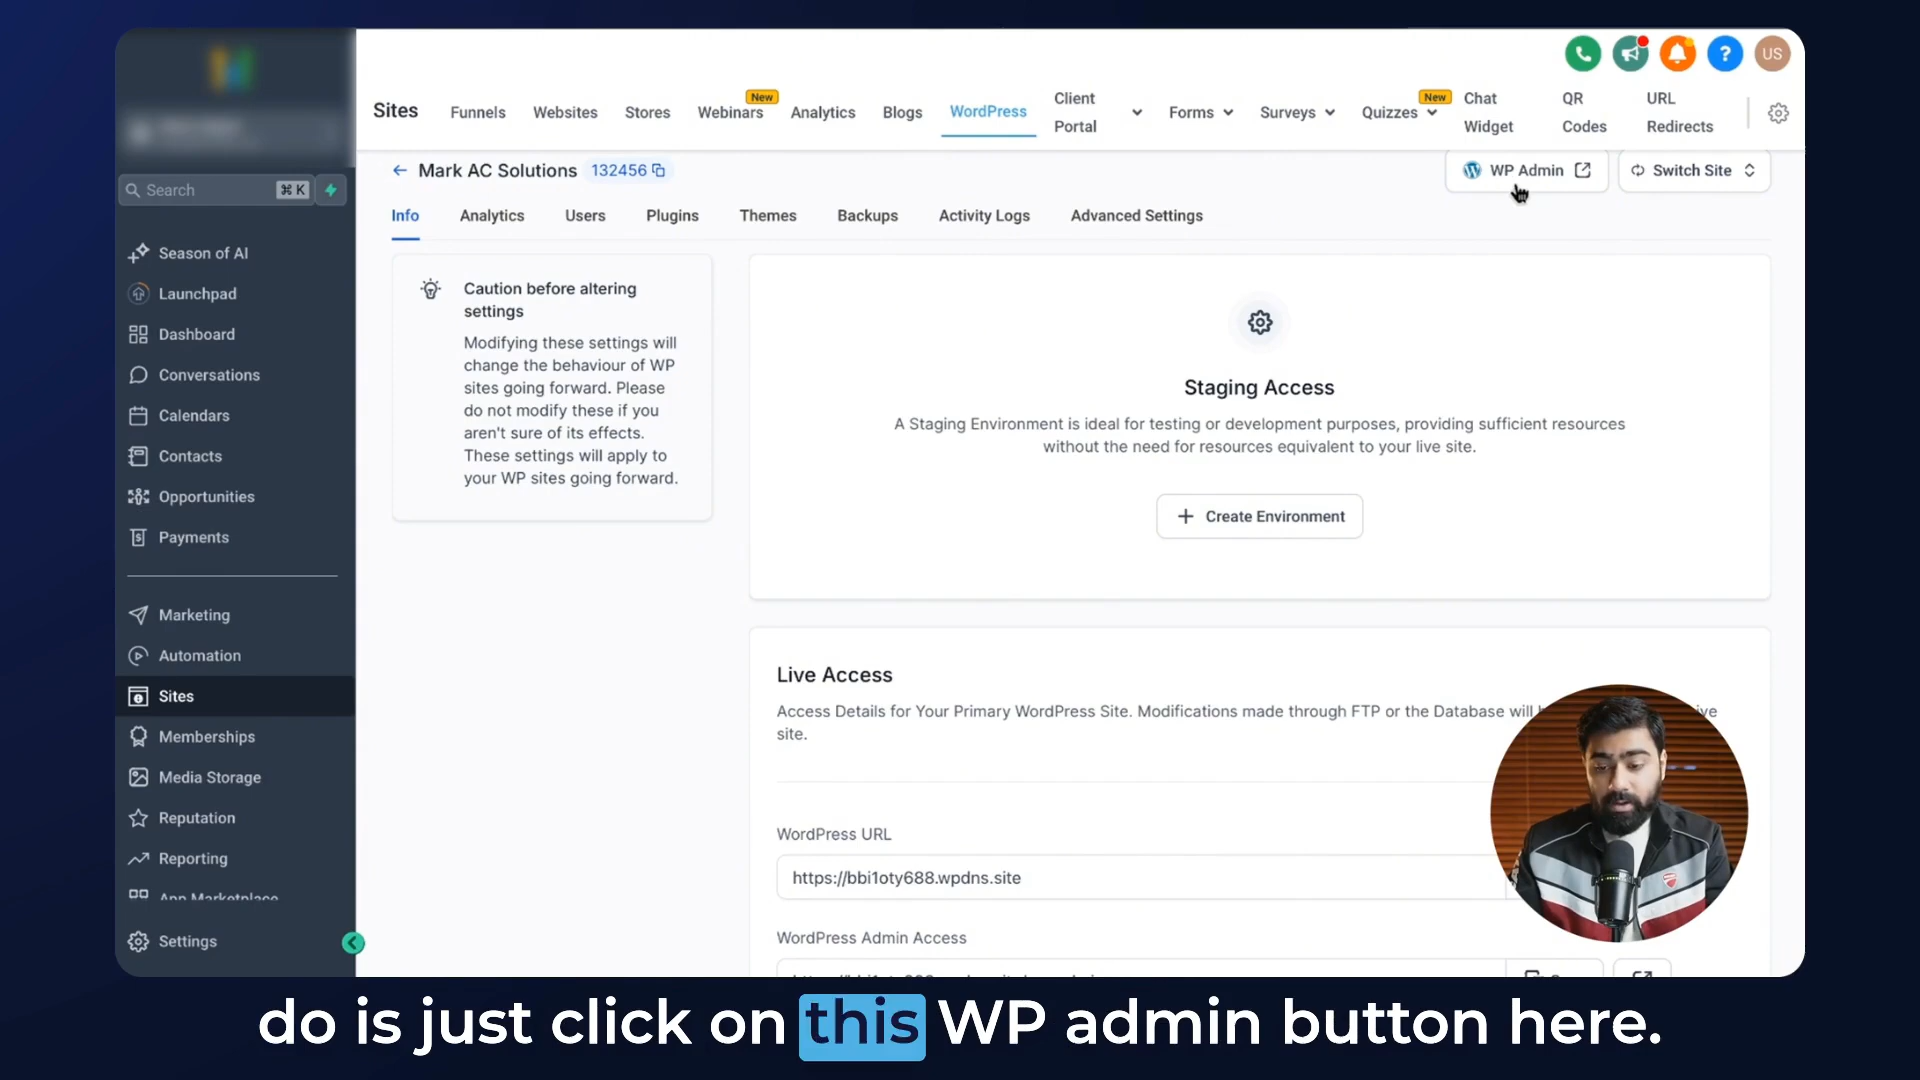 US
Sites
Funnels
Websites
Stores
Webinars
New
Analytics
Blogs
WordPress
Client
Portal
Forms
Surveys
Quizzes
New
Chat
Widget
QR
Codes
URL
Redirects
Search
⌘ K
Season of AI
Launchpad
Dashboard
Conversations
Calendars
Contacts
Opportunities
Payments
Marketing
Automation
Sites
Memberships
Media Storage
Reputation
Reporting
App Marketplace
Settings
Mark AC Solutions 132456
WP Admin
Switch Site
Info
Analytics
Users
Plugins
Themes
Backups
Activity Logs
Advanced Settings
Caution before altering
settings
Modifying these settings will
change the behaviour of WP
sites going forward. Please
do not modify these if you
aren't sure of its effects.
These settings will apply to
your WP sites going forward.
Staging Access
A Staging Environment is ideal for testing or development purposes, providing sufficient resources
without the need for resources equivalent to your live site.
+ Create Environment
Live Access
Access Details for Your Primary WordPress Site. Modifications made through FTP or the Database will
site.
WordPress URL
https://bbi1oty688.wpdns.site
WordPress Admin Access
do is just click on this WP admin button here.